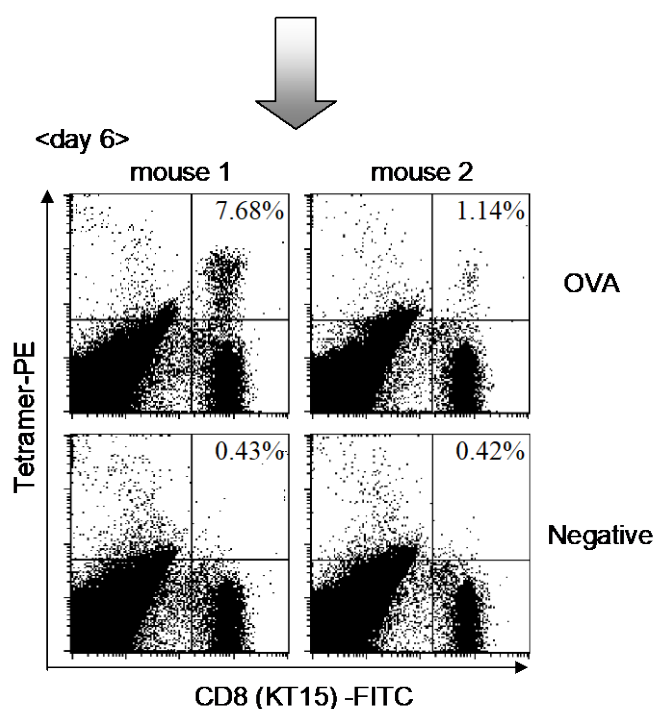 <day 6>
mouse 1
mouse 2
7.68%
1.14%
OVA
Tetramer-PE
0.43%
0.42%
Negative
CD8 (KT15) -FITC